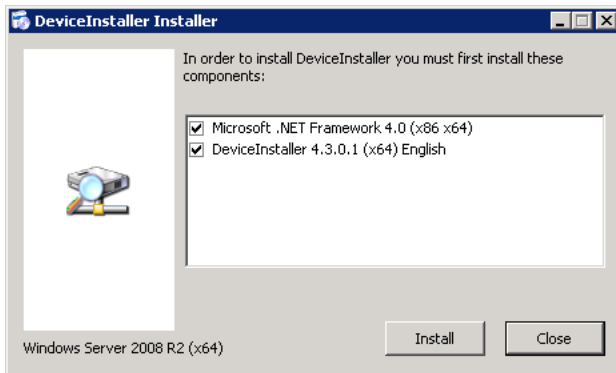 DeviceInstaller Installer
In order to install DeviceInstaller you must first install these
components:
Microsoft .NET Framework 4.0 (x86 x64)
DeviceInstaller 4.3.0.1 (x64) English
Install
Close
Windows Server 2008 R2 (x64)